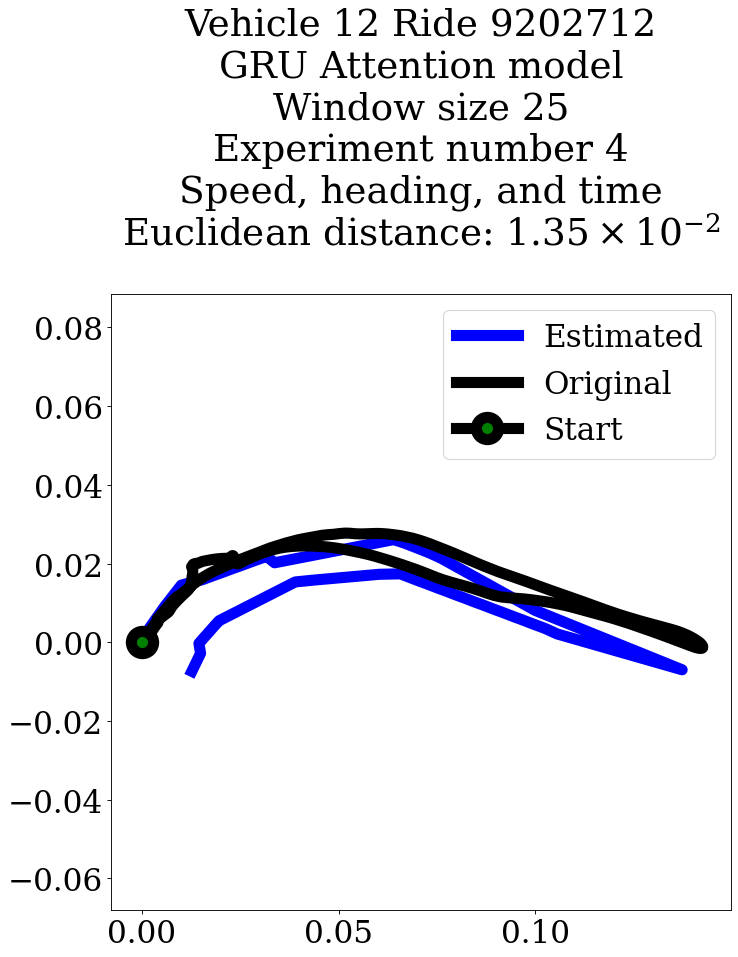 Vehicle 12 Ride 9202712
GRU Attention model
Window size 25
Experiment number 4
Speed, heading, and time
Euclidean distance: 1.35 × 10⁻²
Estimated
Original
Start
0.08
0.06
0.04
0.02
0.00
−0.02
−0.04
−0.06
0.00 0.05 0.10